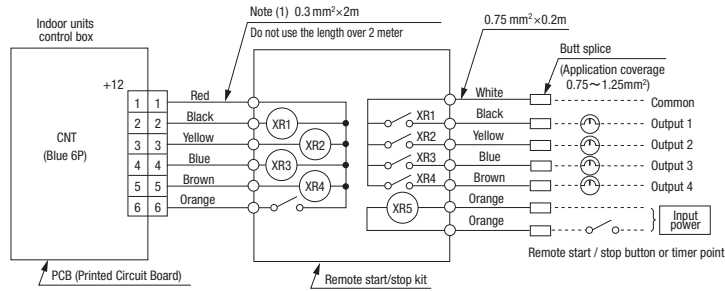 Note (1) 0.3 mm²×2m
Do not use the length over 2 meter
0.75 mm²×0.2m
Indoor units
control box
Butt splice
(Application coverage
0.75～1.25mm²)
+12
CNT
(Blue 6P)
1 1 Red
2 2 Black
3 3 Yellow
4 4 Blue
5 5 Brown
6 6 Orange
XR1
XR2
XR3
XR4
White Common
XR1 Black Output 1
XR2 Yellow Output 2
XR3 Blue Output 3
XR4 Brown Output 4
XR5 Orange
Orange
Input
power
Remote start / stop button or timer point
PCB (Printed Circuit Board)
Remote start/stop kit